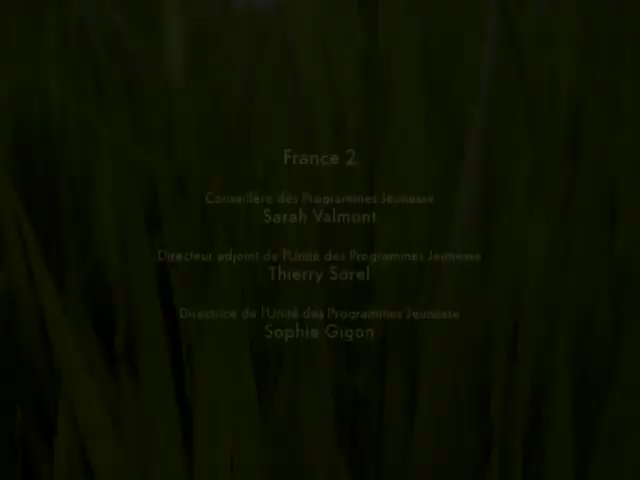 France 2
Conseillère des Programmes Jeunesse
Sarah Valmont
Directeur adjoint de l'Unité des Programmes Jeunesse
Thierry Sorel
Directrice de l'Unité des Programmes Jeunesse
Sophie Gigon